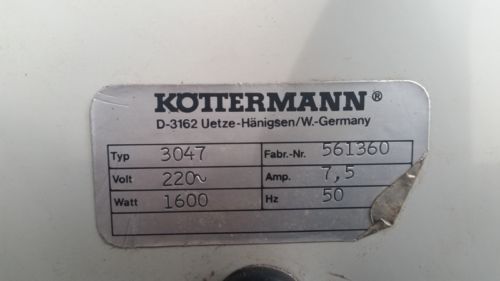 KÖTTERMANN®
D-3162 Uetze-Hänigsen/W.-Germany
Typ 3047 Fabr.-Nr. 561360
Volt 220~ Amp. 7,5
Watt 1600 Hz 50